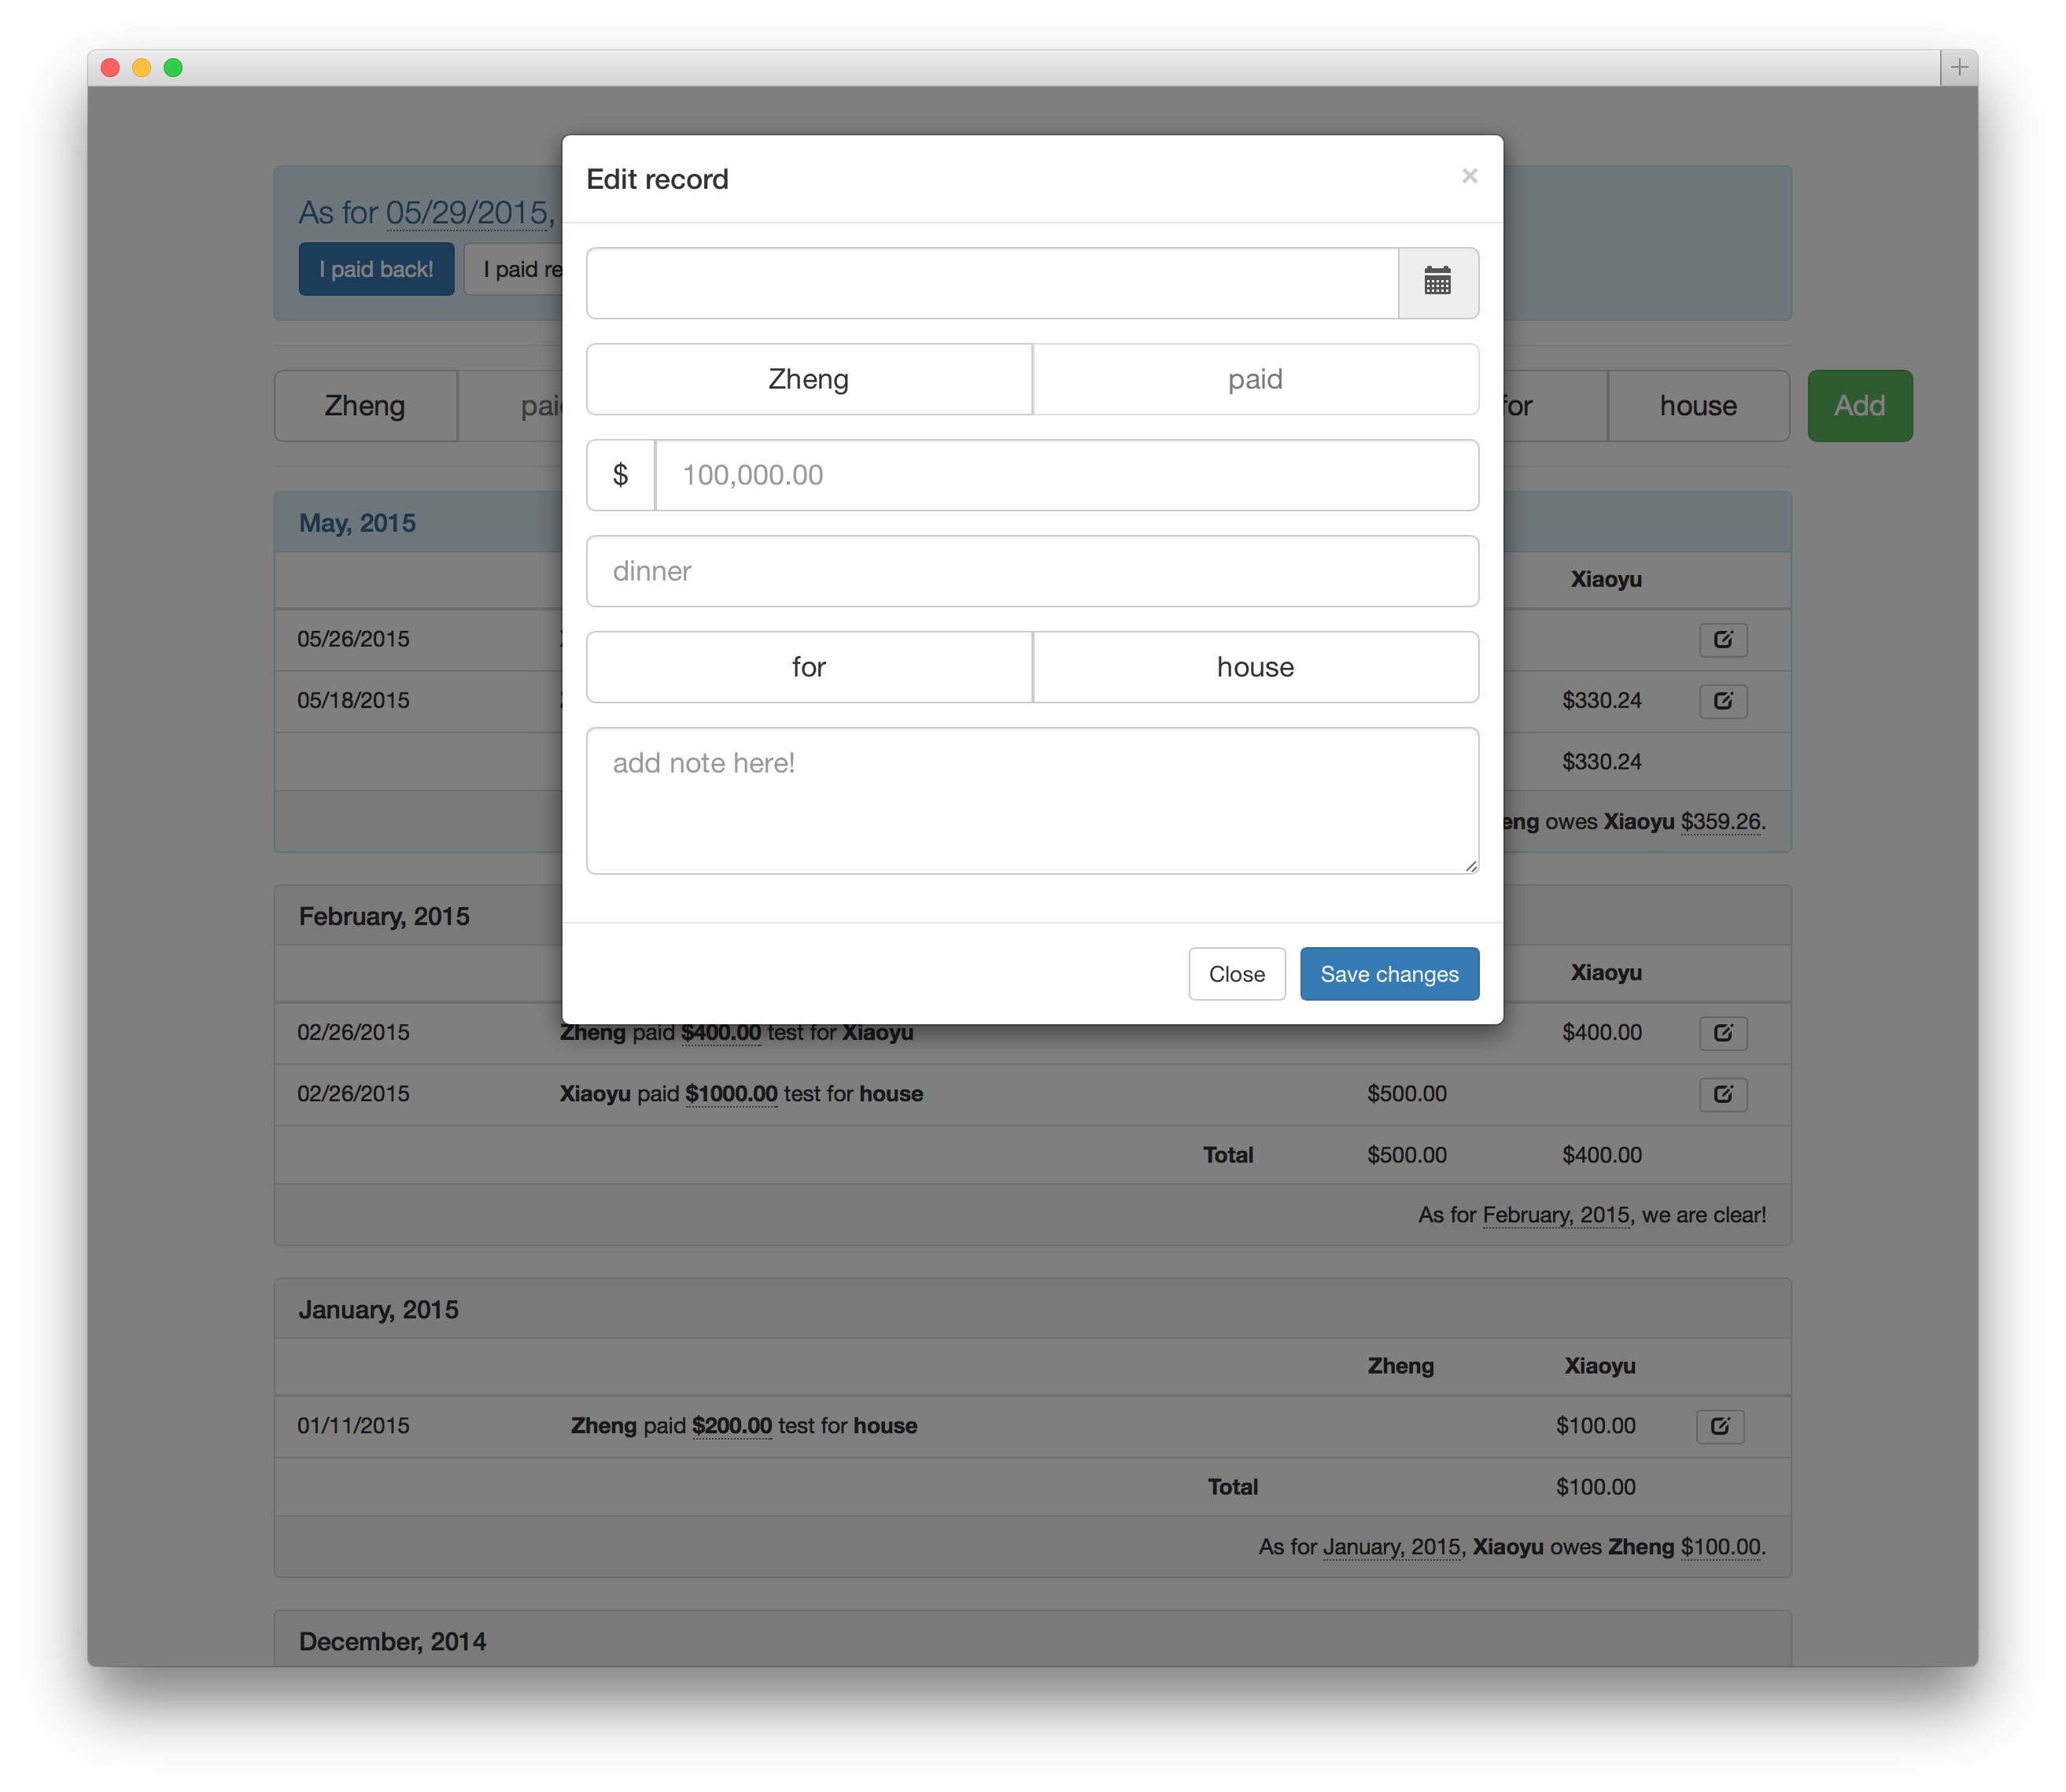 Edit record ×
As for 05/29/2015,
I paid back! I paid
Zheng paid
$ 100,000.00
dinner
for house
add note here!
Close Save changes
Zheng for house Add
May, 2015
Xiaoyu
05/26/2015
05/18/2015 $330.24
$330.24
owes Xiaoyu $359.26.
February, 2015
Xiaoyu
02/26/2015 Zheng paid $400.00 test for Xiaoyu $400.00
02/26/2015 Xiaoyu paid $1000.00 test for house $500.00
Total $500.00 $400.00
As for February, 2015, we are clear!
January, 2015
Zheng Xiaoyu
01/11/2015 Zheng paid $200.00 test for house $100.00
Total $100.00
As for January, 2015, Xiaoyu owes Zheng $100.00.
December, 2014